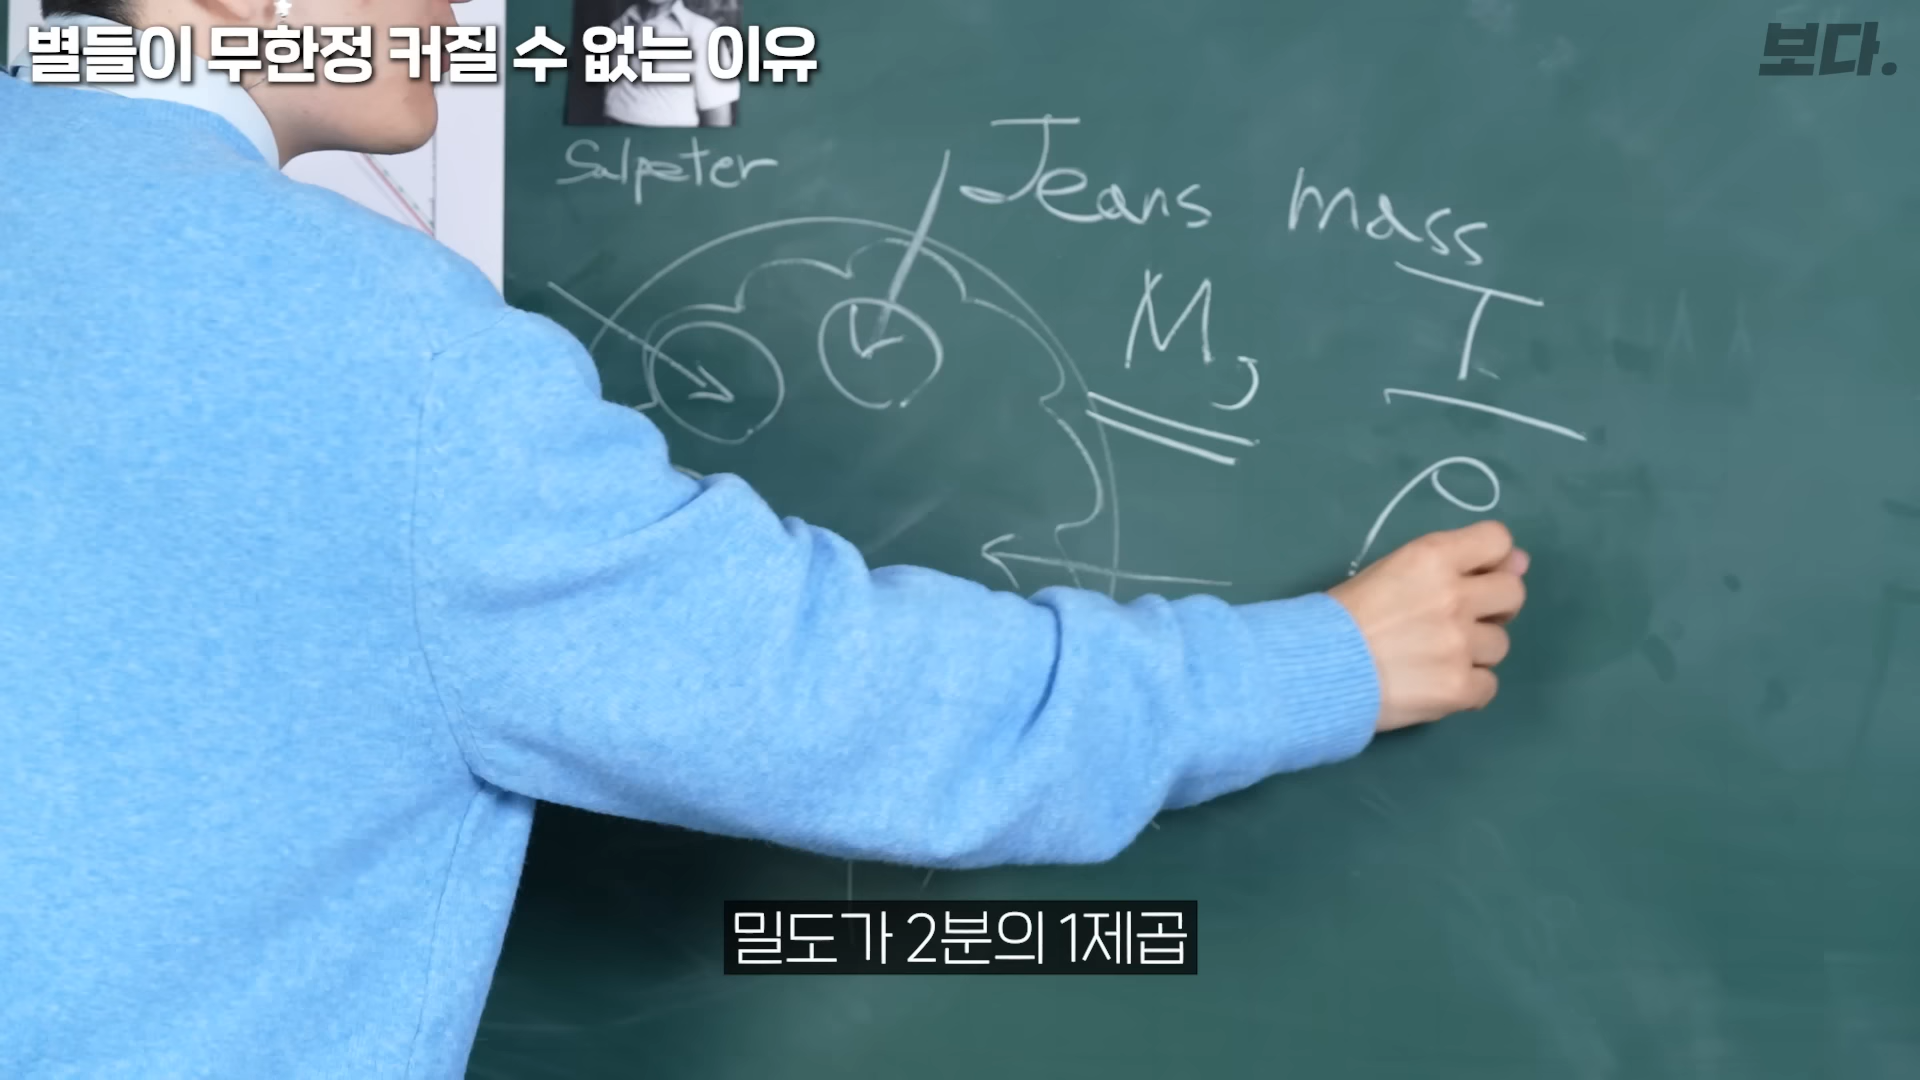 별들이 무한정 커질 수 없는 이유
보다.
Salpeter
Jeans mass
M_J
T
ρ
밀도가 2분의 1제곱